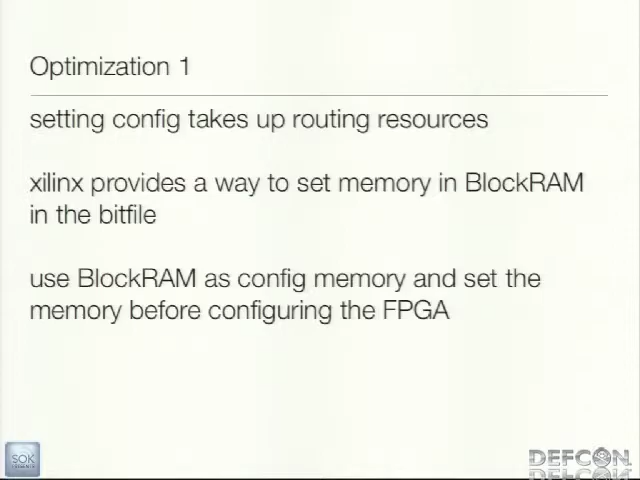 Optimization 1
setting config takes up routing resources
xilinx provides a way to set memory in BlockRAM
in the bitfile
use BlockRAM as config memory and set the
memory before configuring the FPGA
SOK
DEFCON